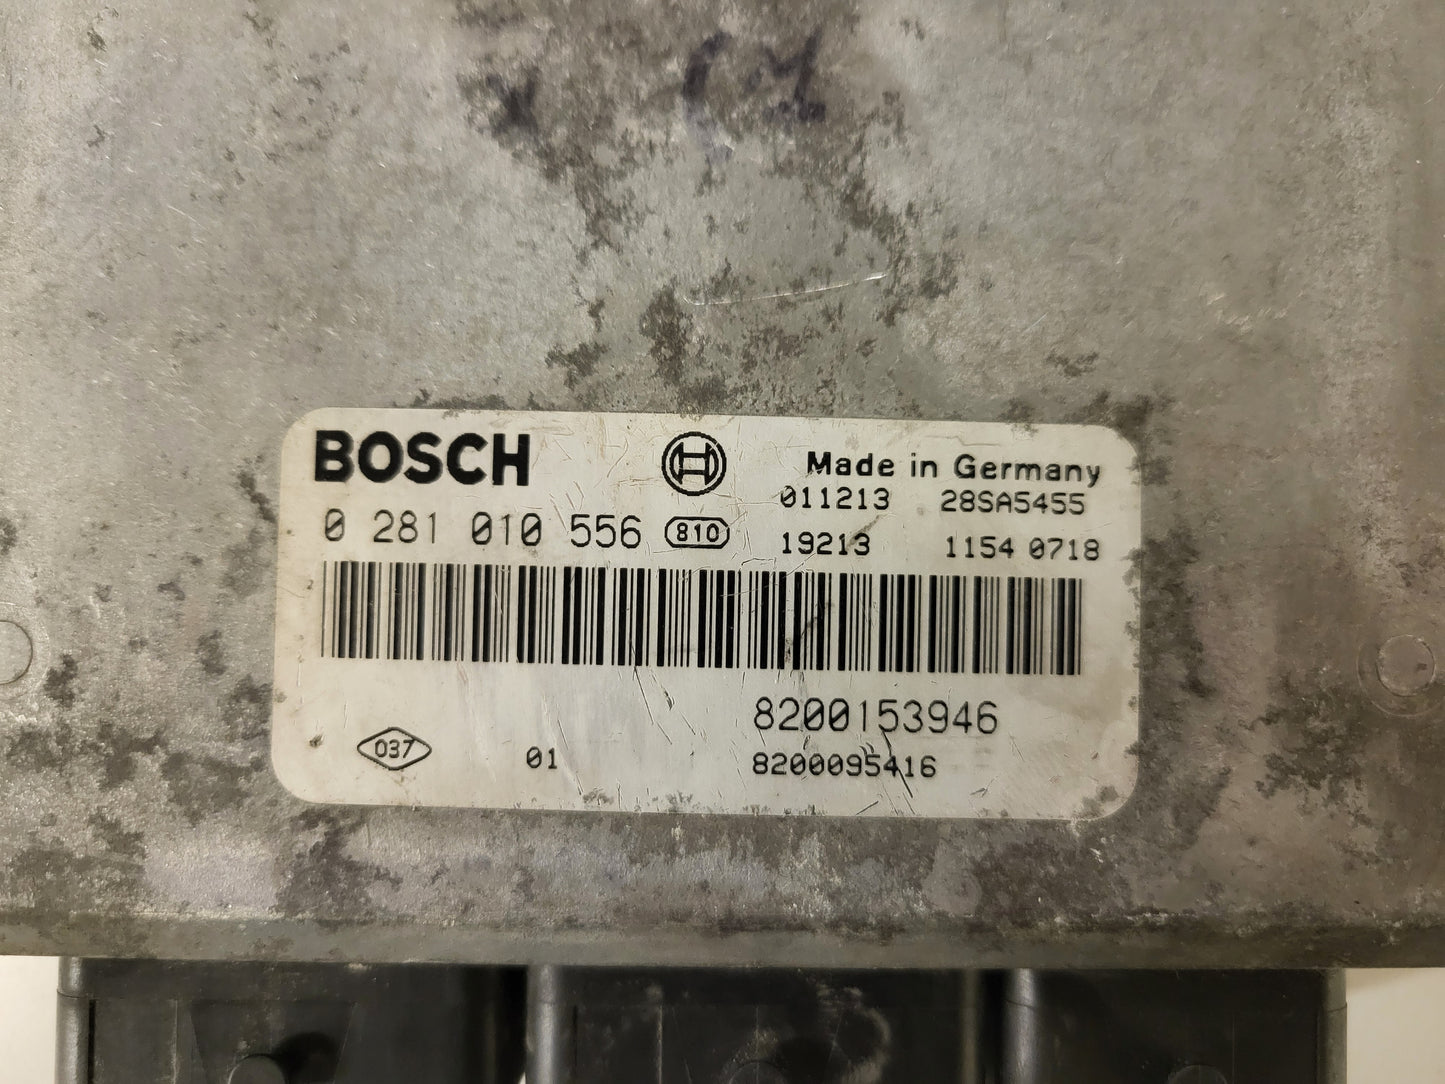 BOSCH
Made in Germany
011213 28SA5455
0 281 010 556 810
19213 1154 0718
8200153946
037 01 8200095416